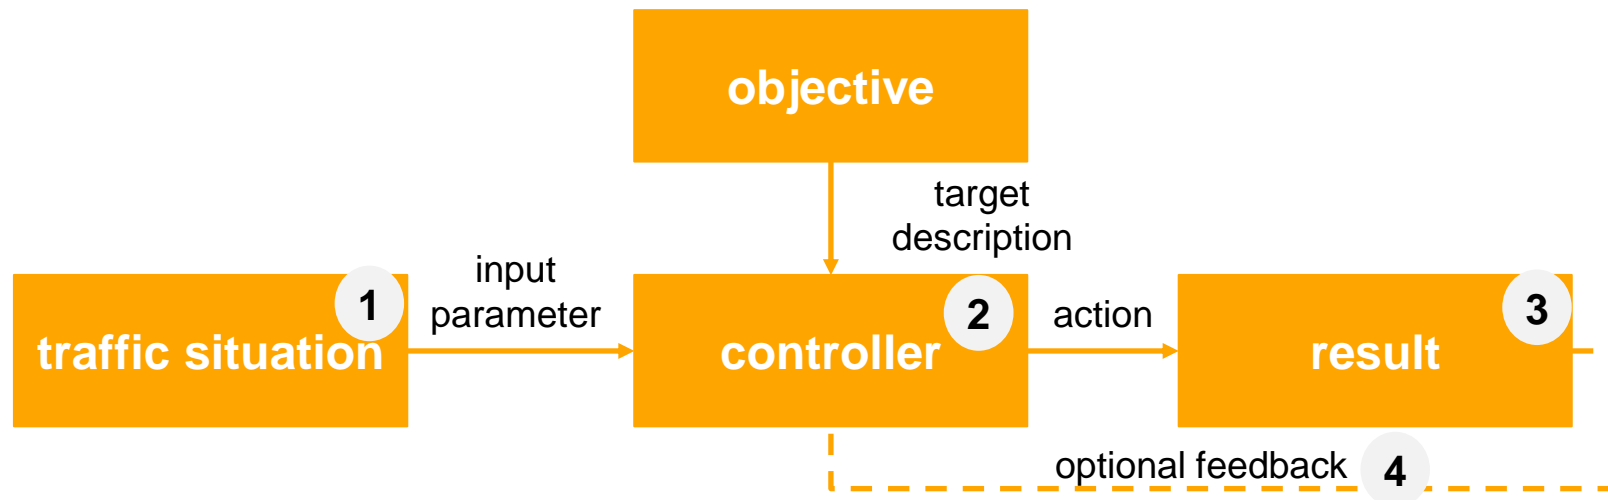 objective
target
description
input
parameter
1
traffic situation
2
controller
action
3
result
optional feedback
4